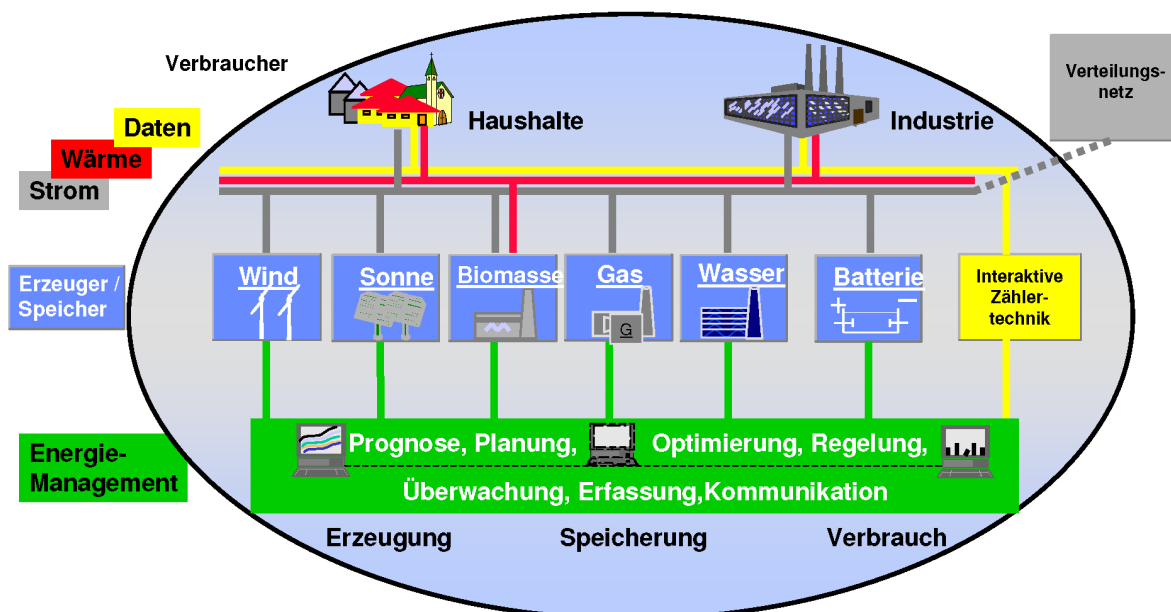 Verbraucher
Verteilungs-
netz
Daten
Haushalte
Industrie
Wärme
Strom
Erzeuger /
Speicher
Wind
Sonne
Biomasse
Gas
G
Wasser
Batterie
Interaktive
Zähler-
technik
Energie-
Management
Prognose, Planung,
Optimierung, Regelung,
Überwachung, Erfassung,Kommunikation
Erzeugung
Speicherung
Verbrauch